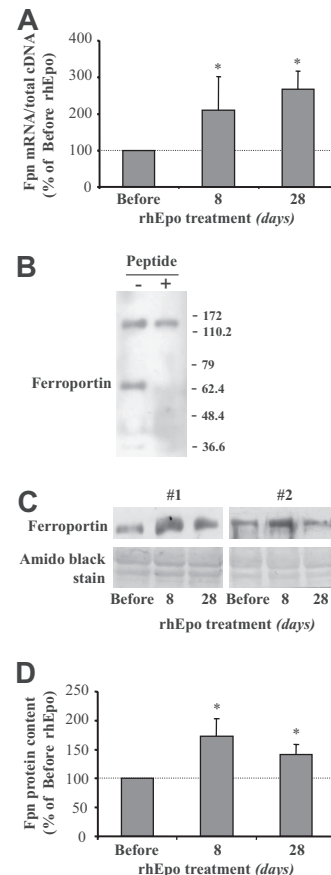 A
Fpn mRNA/total cDNA
(% of Before rhEpo)
400
300
200
100
0
*
*
Before 8 28
rhEpo treatment (days)
B
Peptide
- +
Ferroportin
- 172
- 110.2
- 79
- 62.4
- 48.4
- 36.6
C
#1 #2
Ferroportin
Amido black
stain
Before 8 28 Before 8 28
rhEpo treatment (days)
D
Fpn protein content
(% of Before rhEpo)
250
200
150
100
50
0
*
*
Before 8 28
rhEpo treatment (days)